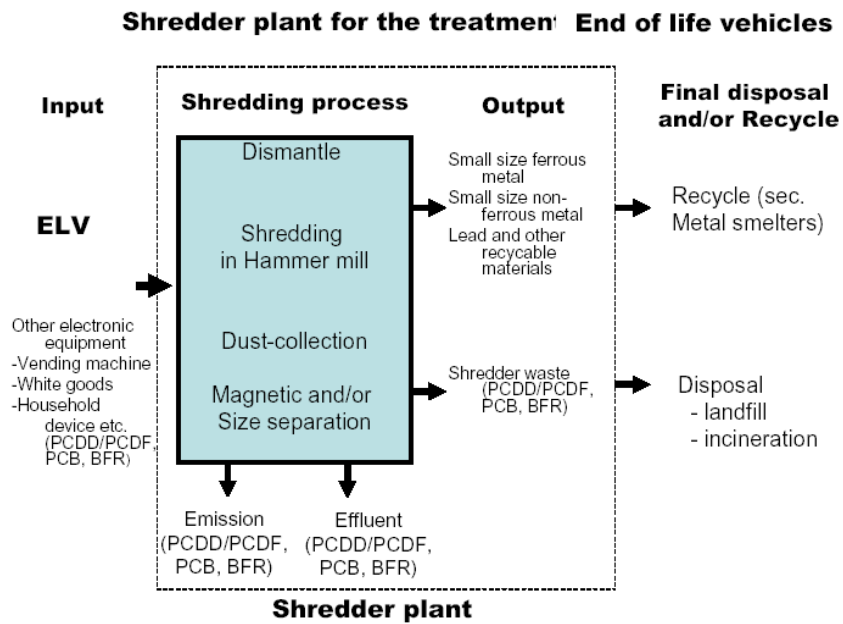 Shredder plant for the treatment End of life vehicles
Input
Shredding process
Output
Final disposal
and/or Recycle
ELV
Other electronic
equipment
-Vending machine
-White goods
-Household
device etc.
(PCDD/PCDF,
PCB, BFR)
Dismantle
Shredding
in Hammer mill
Dust-collection
Magnetic and/or
Size separation
Small size ferrous
metal
Small size non-
ferrous metal
Lead and other
recycable
materials
Shredder waste
(PCDD/PCDF,
PCB, BFR)
Recycle (sec.
Metal smelters)
Disposal
- landfill
- incineration
Emission
(PCDD/PCDF,
PCB, BFR)
Effluent
(PCDD/PCDF,
PCB, BFR)
Shredder plant